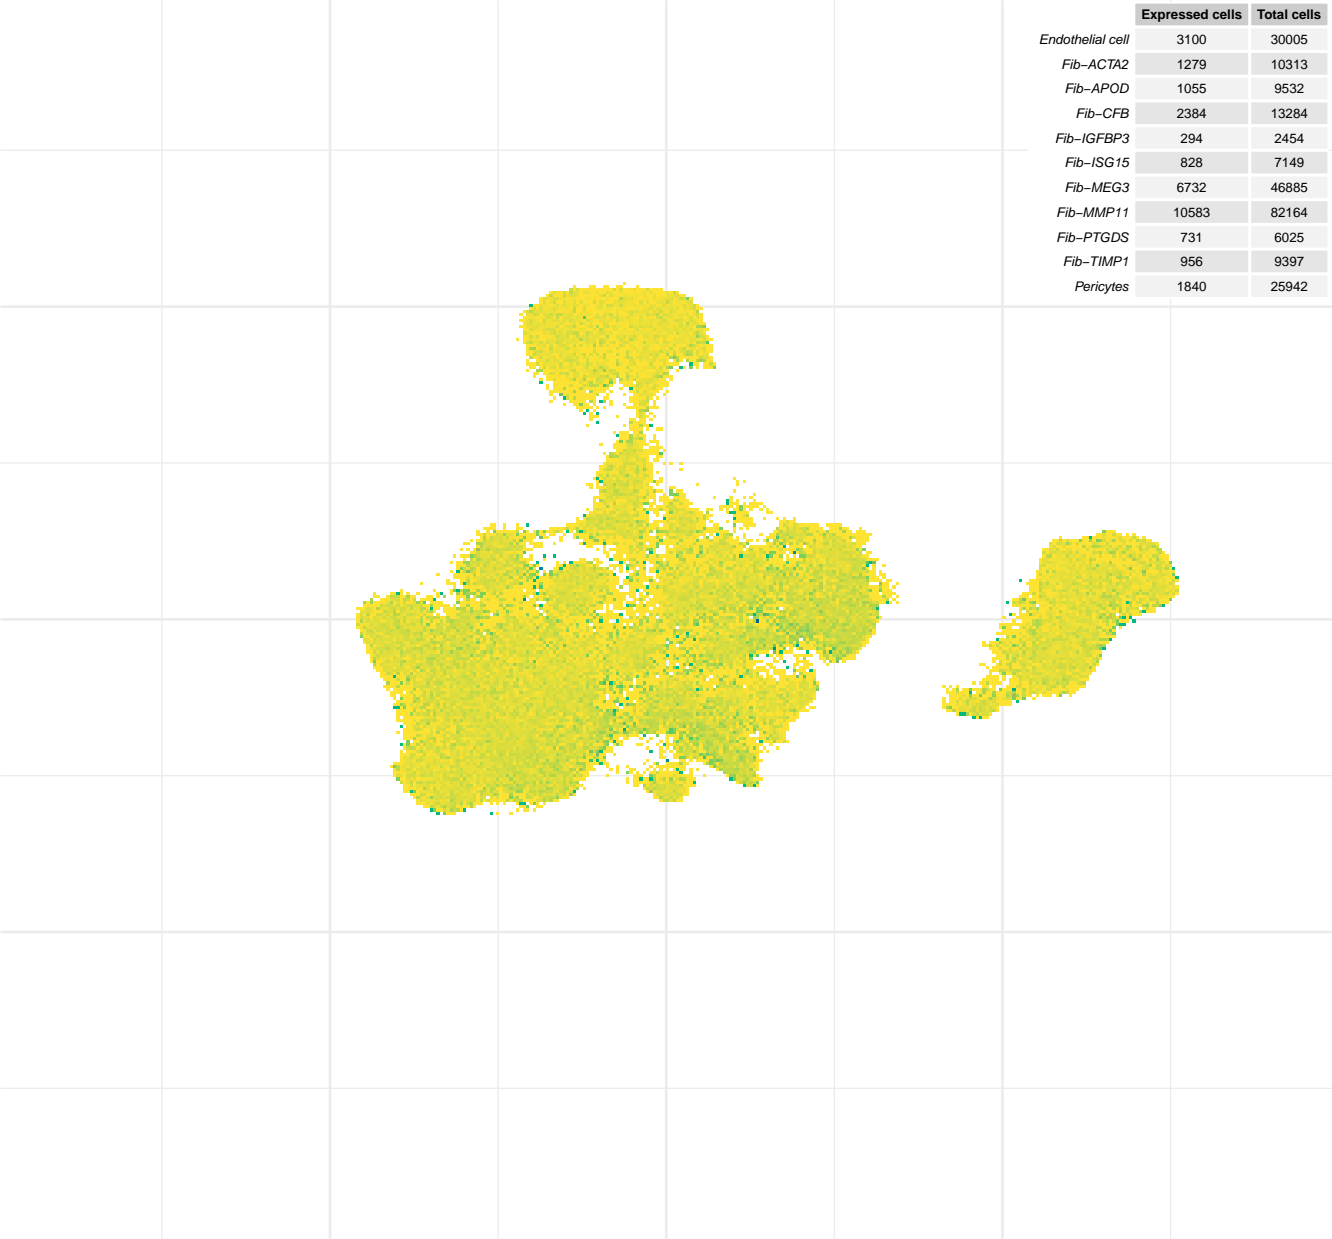 Expressed cells Total cells
Endothelial cell 3100 30005
Fib−ACTA2 1279 10313
Fib−APOD 1055 9532
Fib−CFB 2384 13284
Fib−IGFBP3 294 2454
Fib−ISG15 828 7149
Fib−MEG3 6732 46885
Fib−MMP11 10583 82164
Fib−PTGDS 731 6025
Fib−TIMP1 956 9397
Pericytes 1840 25942